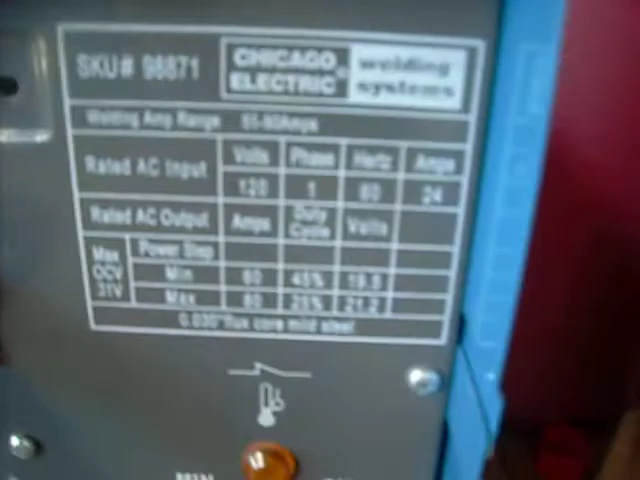 SKU# 98871 CHICAGO ELECTRIC welding systems
Welding Amp Range
Rated AC Input Volts Phase Hertz Amps
120 1 60 24
Rated AC Output Amps Duty Cycle Volts
Max OCV 31V Power Step
Min 60 45% 19.5
Max 80 21.2
0.030" flux core mild steel
MIN